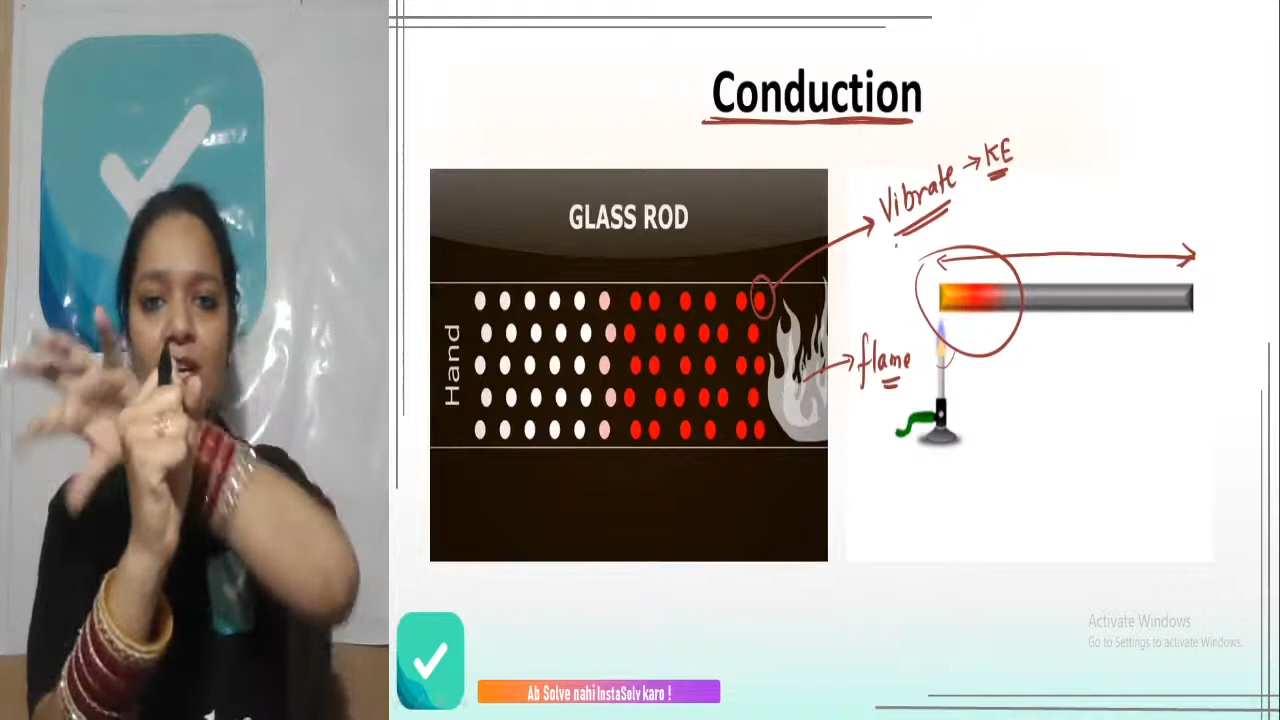 Conduction
Vibrate → KE
GLASS ROD
Hand
flame
Activate Windows
Go to Settings to activate Windows.
Ab Solve nahi InstaSolv karo !